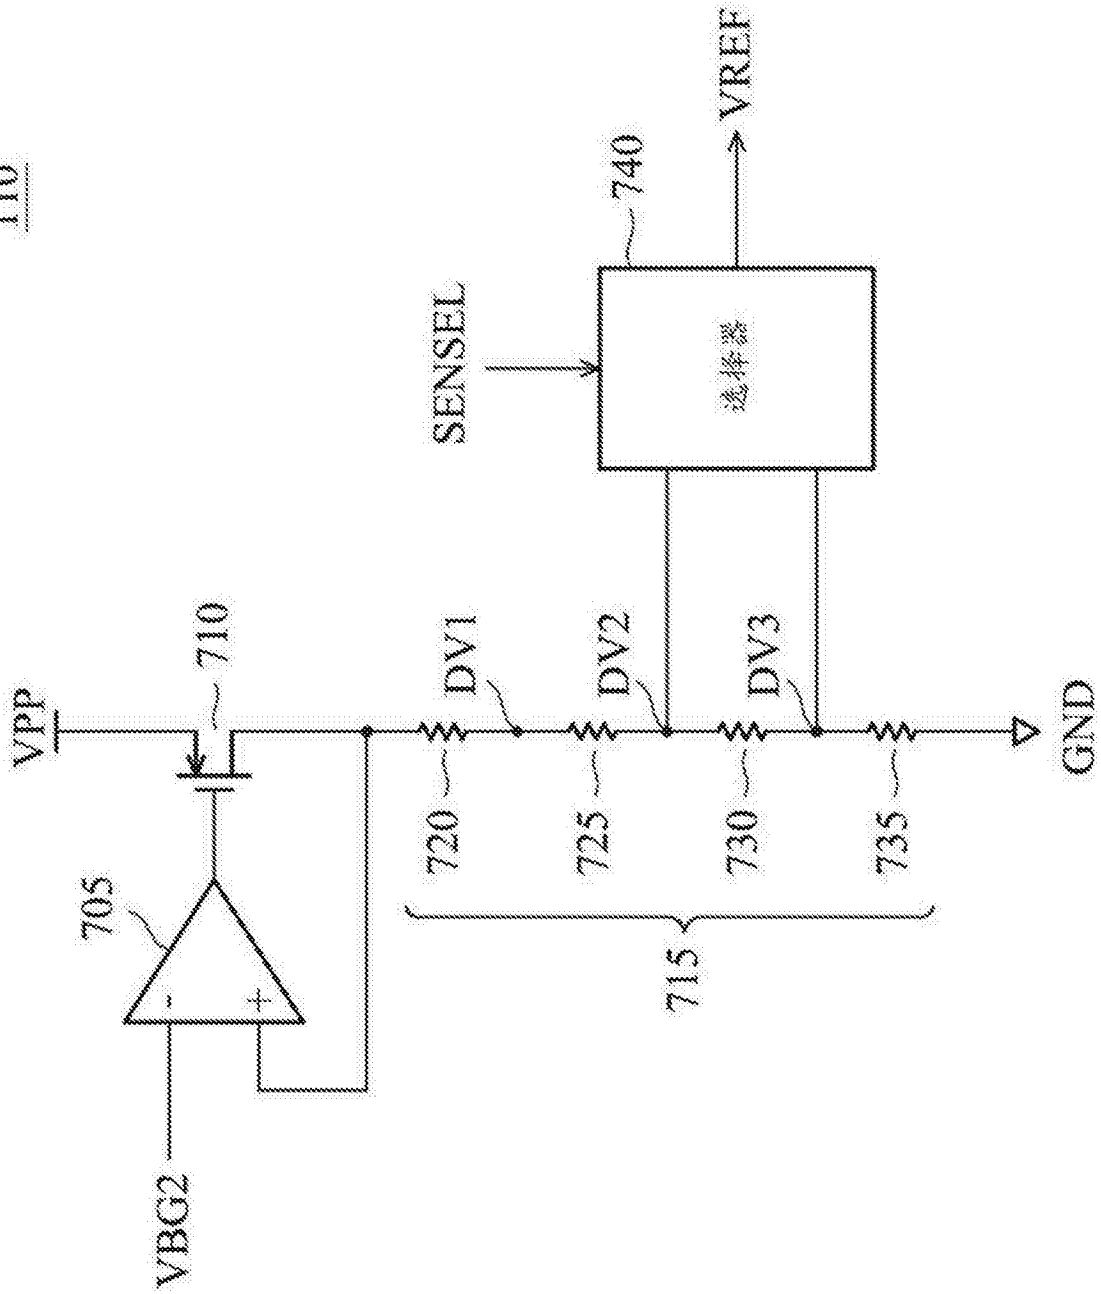 110
VPP
705
VBG2
710
720
DV1
SENSEL
725
DV2
740
715
730
DV3
选择器
VREF
735
GND